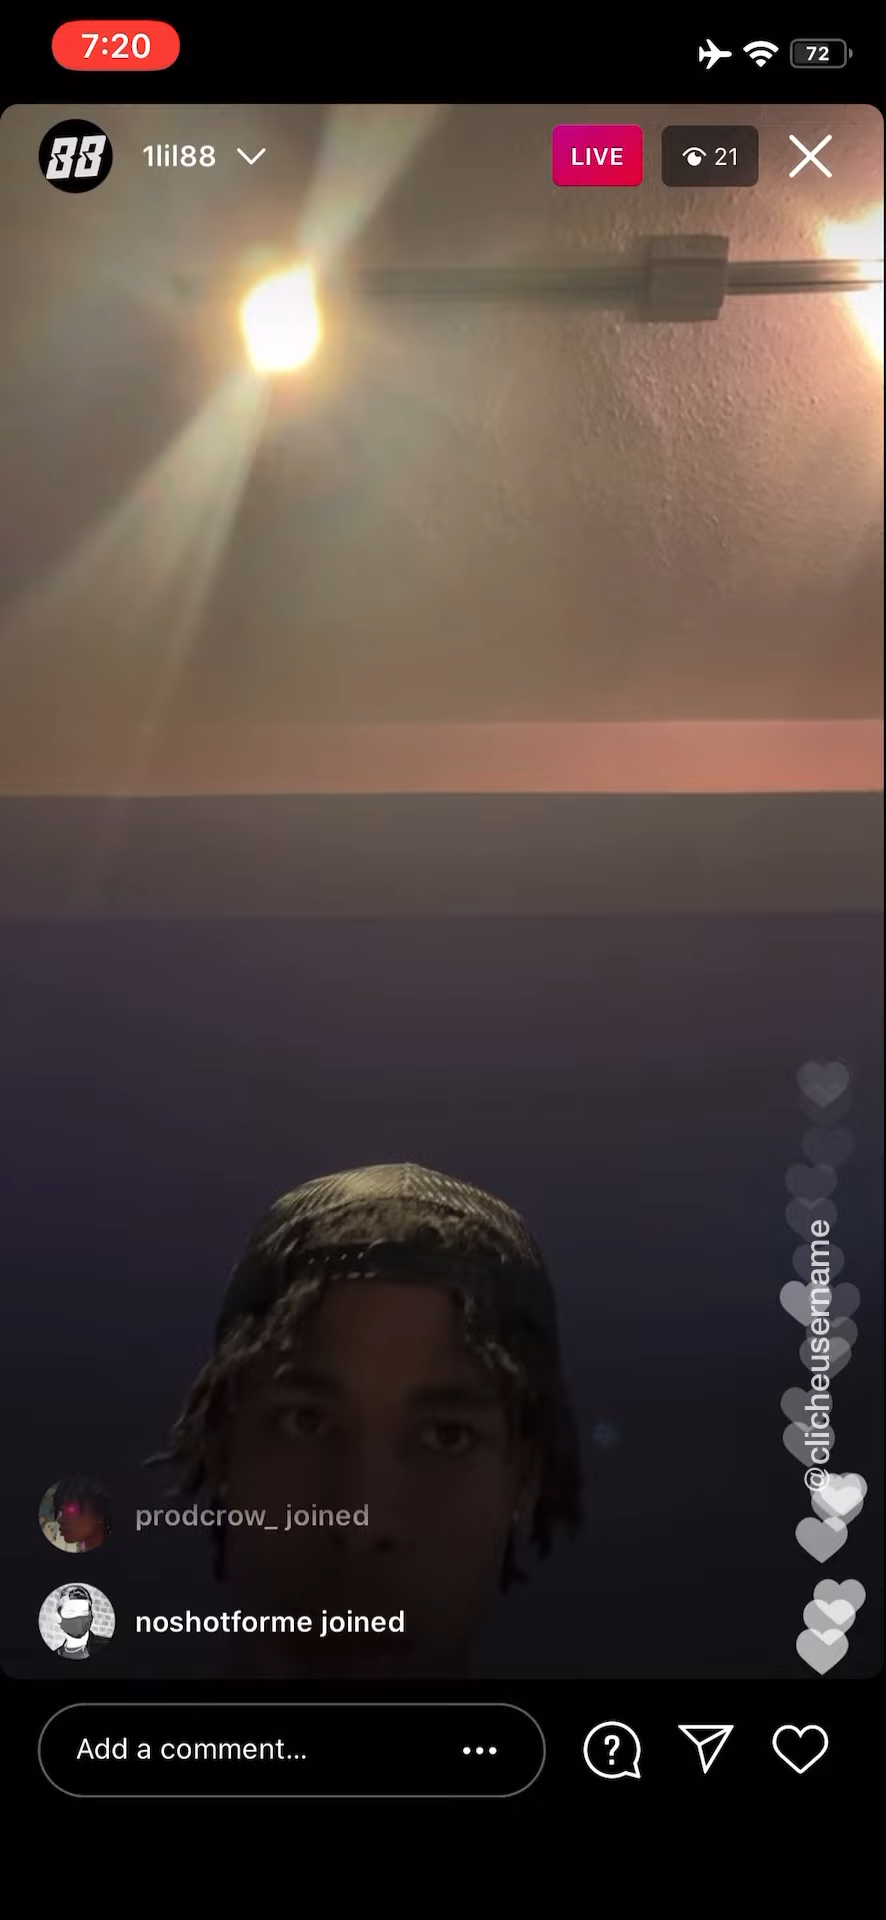 7:20
72
88
1lil88
LIVE
21
@clicheusername
prodcrow_ joined
noshotforme joined
Add a comment...